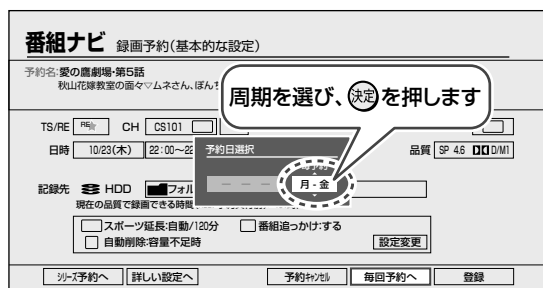 番組ナビ 録画予約(基本的な設定)
予約名:愛の鷹劇場・第5話
秋山花嫁教室の面々▽ムネさん、ぼん
周期を選び、決定を押します
TS/RE RE CH CS101
日時 10/23(木) 22:00~22 品質 SP 4.6 D/M1
予約日選択
毎予約
--- 月-金
記録先 HDD フォル
現在の品質で録画できる時間
スポーツ延長:自動/120分 番組追っかけ:する
自動削除:容量不足時 設定変更
シリーズ予約へ 詳しい設定へ 予約キャンセル 毎回予約へ 登録